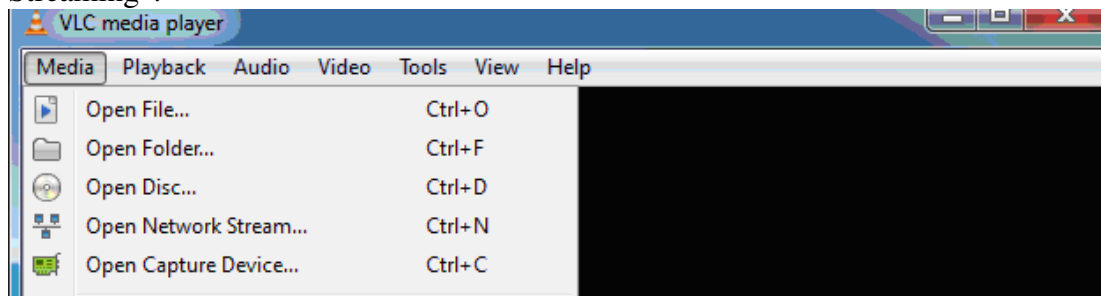 Streaming".
VLC media player
Media Playback Audio Video Tools View Help
Open File... Ctrl+O
Open Folder... Ctrl+F
Open Disc... Ctrl+D
Open Network Stream... Ctrl+N
Open Capture Device... Ctrl+C